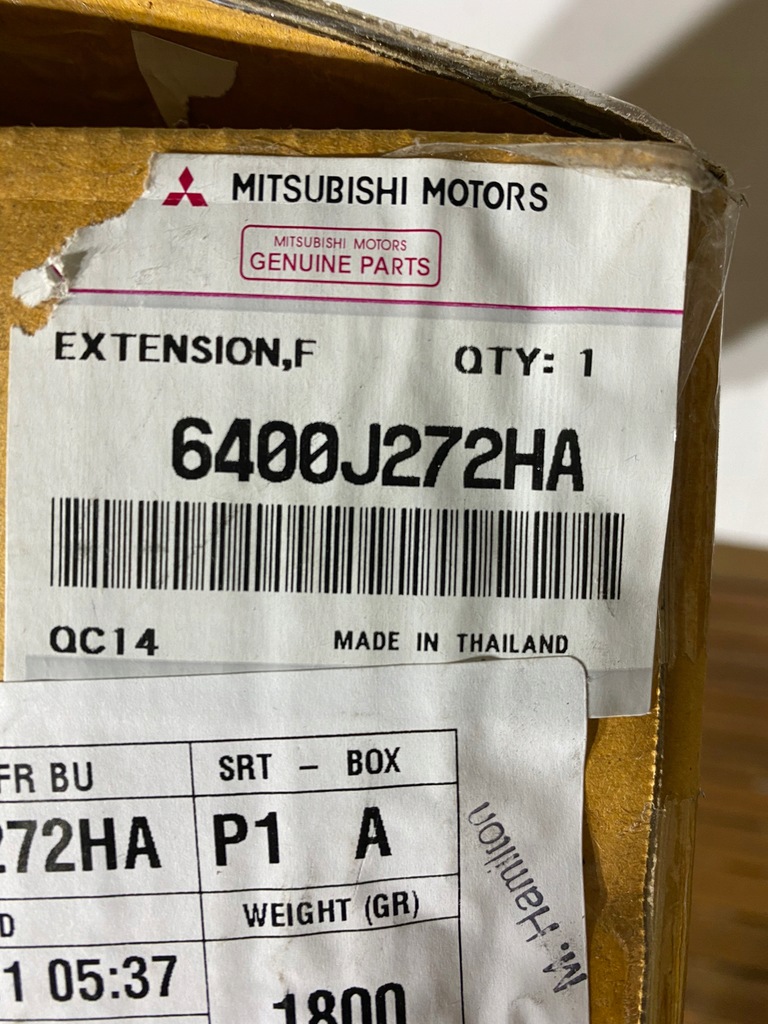 MITSUBISHI MOTORS
MITSUBISHI MOTORS
GENUINE PARTS
EXTENSION,F QTY: 1
6400J272HA
QC14 MADE IN THAILAND
FR BU SRT - BOX
272HA P1 A
D WEIGHT (GR)
1 05:37 1800
M. Hamilton